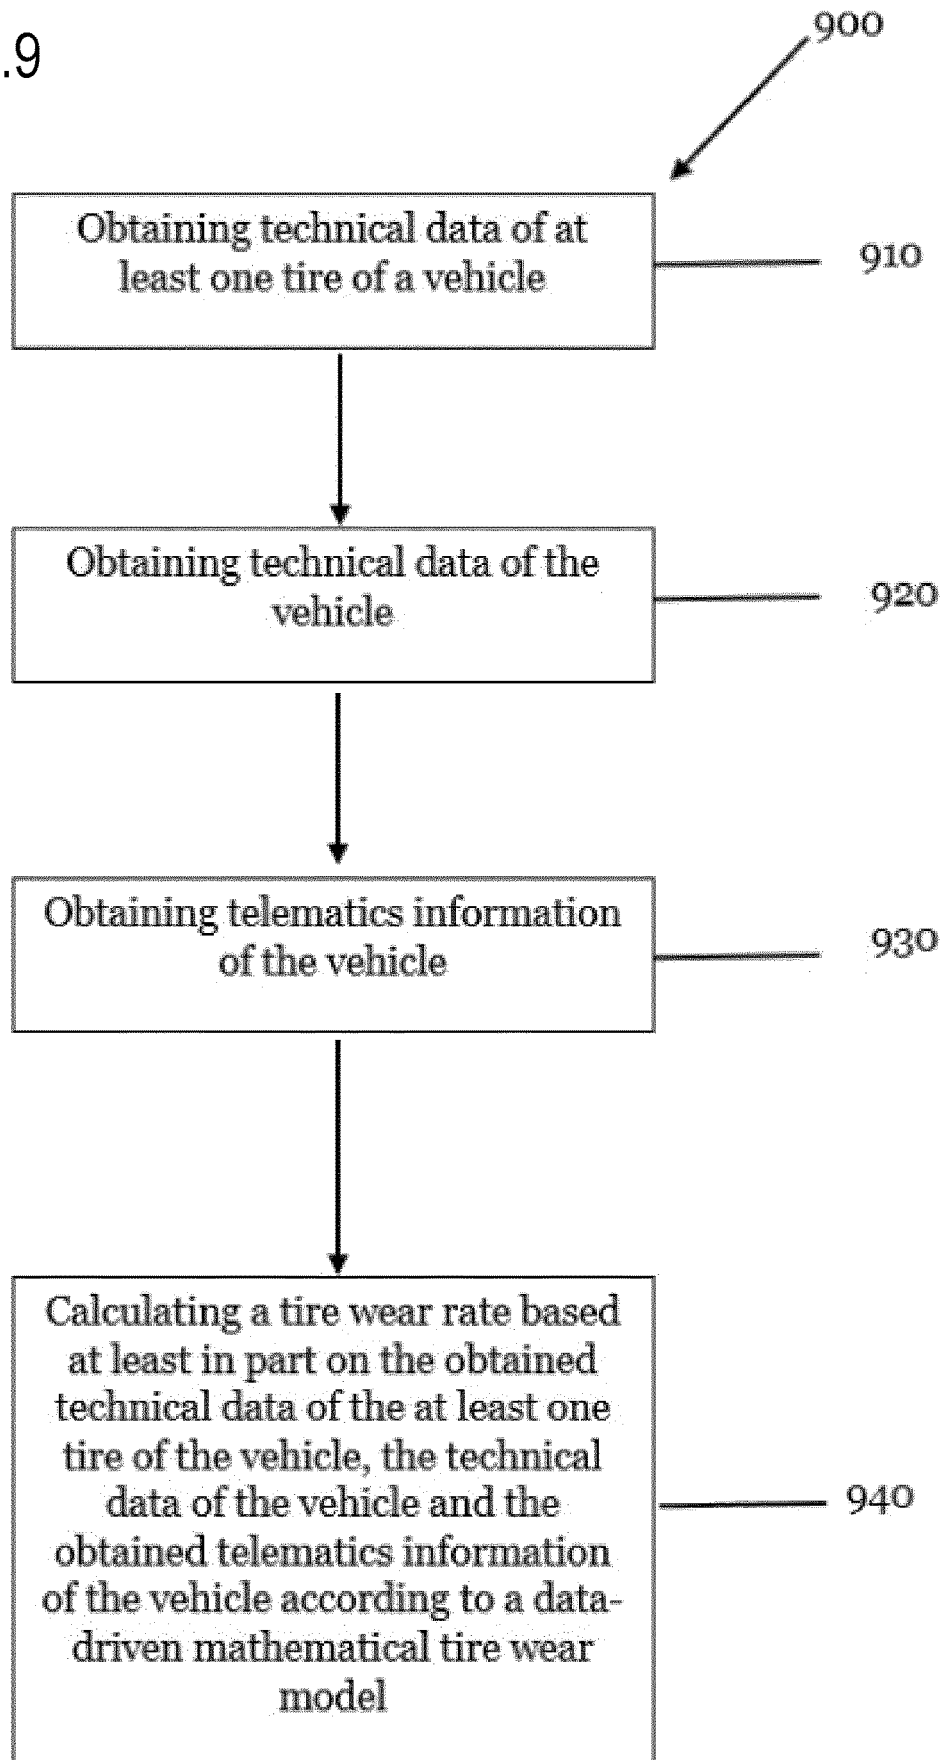 .9
900
Obtaining technical data of at
least one tire of a vehicle
910
Obtaining technical data of the
vehicle
920
Obtaining telematics information
of the vehicle
930
Calculating a tire wear rate based
at least in part on the obtained
technical data of the at least one
tire of the vehicle, the technical
data of the vehicle and the
obtained telematics information
of the vehicle according to a data-
driven mathematical tire wear
model
940